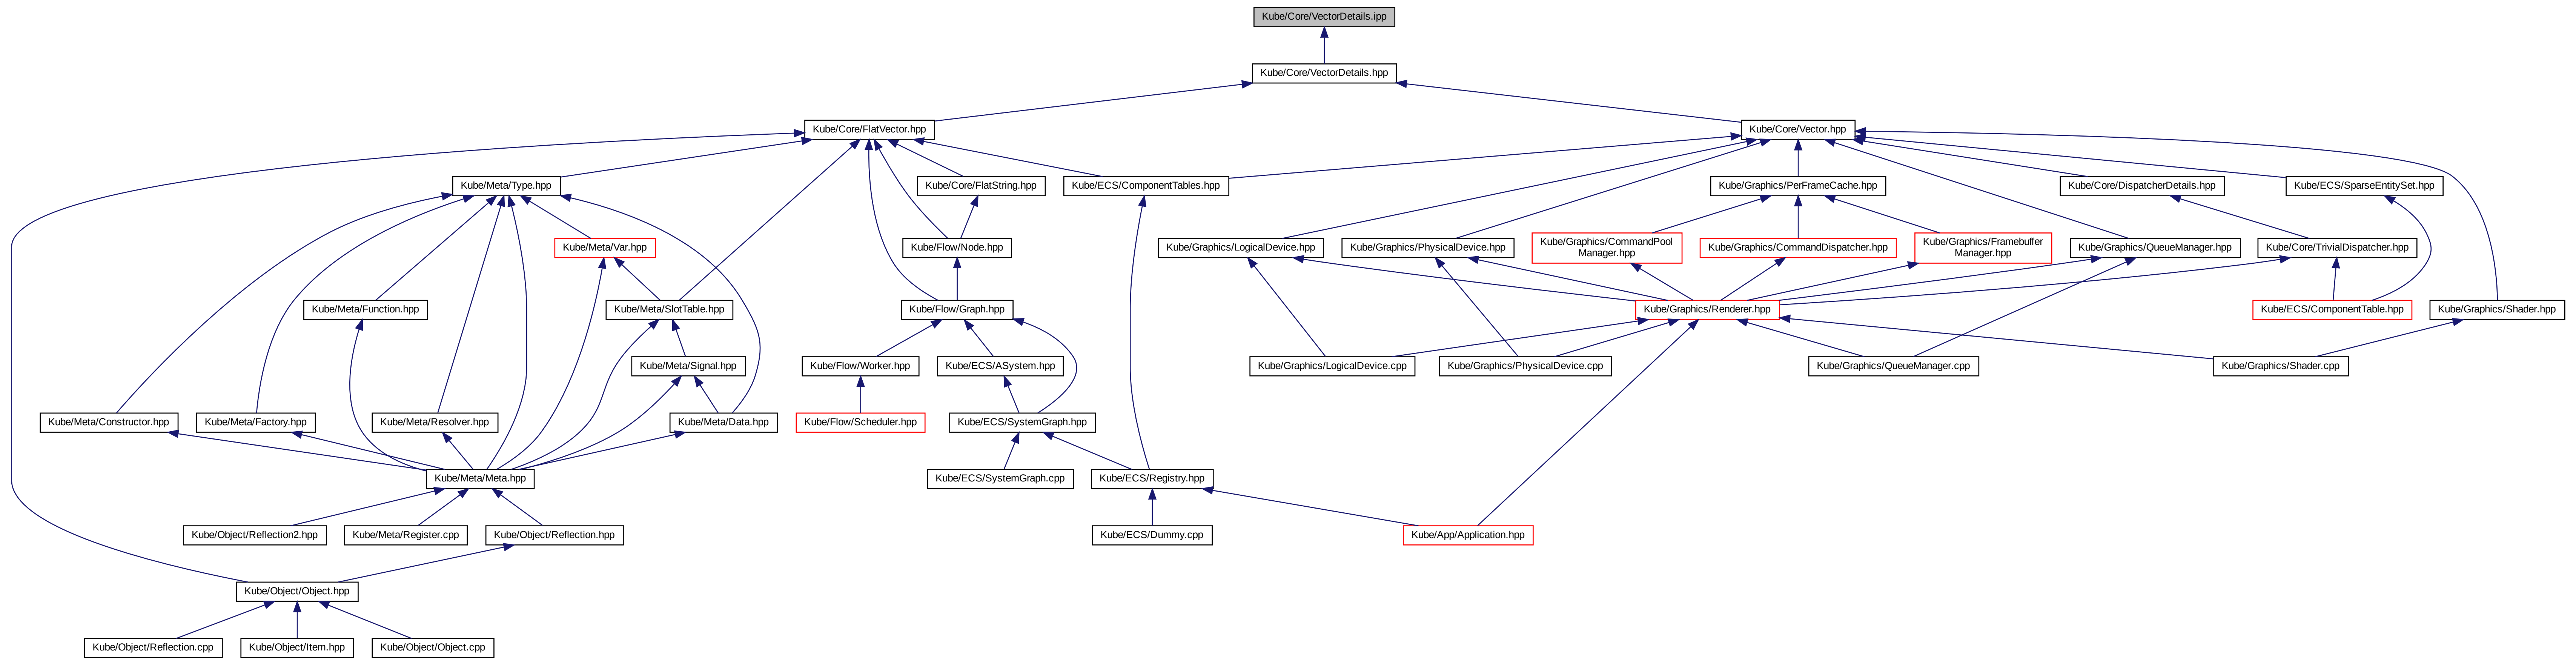 Kube/Core/VectorDetails.ipp
Kube/Core/VectorDetails.hpp
Kube/Core/FlatVector.hpp
Kube/Core/Vector.hpp
Kube/Meta/Type.hpp
Kube/Core/FlatString.hpp
Kube/ECS/ComponentTables.hpp
Kube/Graphics/PerFrameCache.hpp
Kube/Core/DispatcherDetails.hpp
Kube/ECS/SparseEntitySet.hpp
Kube/Meta/Var.hpp
Kube/Flow/Node.hpp
Kube/Graphics/LogicalDevice.hpp
Kube/Graphics/PhysicalDevice.hpp
Kube/Graphics/CommandPool
Manager.hpp
Kube/Graphics/CommandDispatcher.hpp
Kube/Graphics/Framebuffer
Manager.hpp
Kube/Graphics/QueueManager.hpp
Kube/Core/TrivialDispatcher.hpp
Kube/Meta/Function.hpp
Kube/Meta/SlotTable.hpp
Kube/Flow/Graph.hpp
Kube/Graphics/Renderer.hpp
Kube/ECS/ComponentTable.hpp
Kube/Graphics/Shader.hpp
Kube/Meta/Signal.hpp
Kube/Flow/Worker.hpp
Kube/ECS/ASystem.hpp
Kube/Graphics/LogicalDevice.cpp
Kube/Graphics/PhysicalDevice.cpp
Kube/Graphics/QueueManager.cpp
Kube/Graphics/Shader.cpp
Kube/Meta/Constructor.hpp
Kube/Meta/Factory.hpp
Kube/Meta/Resolver.hpp
Kube/Meta/Data.hpp
Kube/Flow/Scheduler.hpp
Kube/ECS/SystemGraph.hpp
Kube/Meta/Meta.hpp
Kube/ECS/SystemGraph.cpp
Kube/ECS/Registry.hpp
Kube/Object/Reflection2.hpp
Kube/Meta/Register.cpp
Kube/Object/Reflection.hpp
Kube/ECS/Dummy.cpp
Kube/App/Application.hpp
Kube/Object/Object.hpp
Kube/Object/Reflection.cpp
Kube/Object/Item.hpp
Kube/Object/Object.cpp